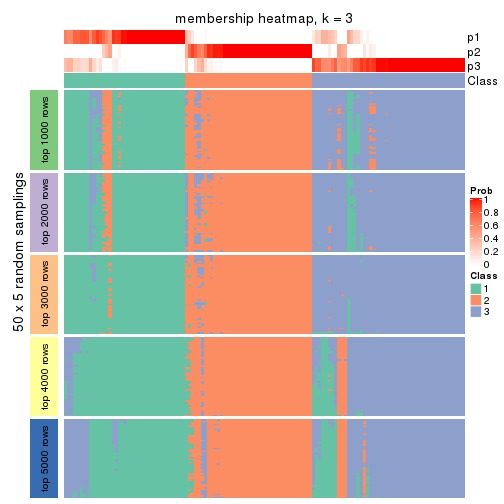 membership heatmap, k = 3
p1
p2
p3
Class
50 x 5 random samplings
top 1000 rows
top 2000 rows
top 3000 rows
top 4000 rows
top 5000 rows
Prob
1
0.8
0.6
0.4
0.2
0
Class
1
2
3